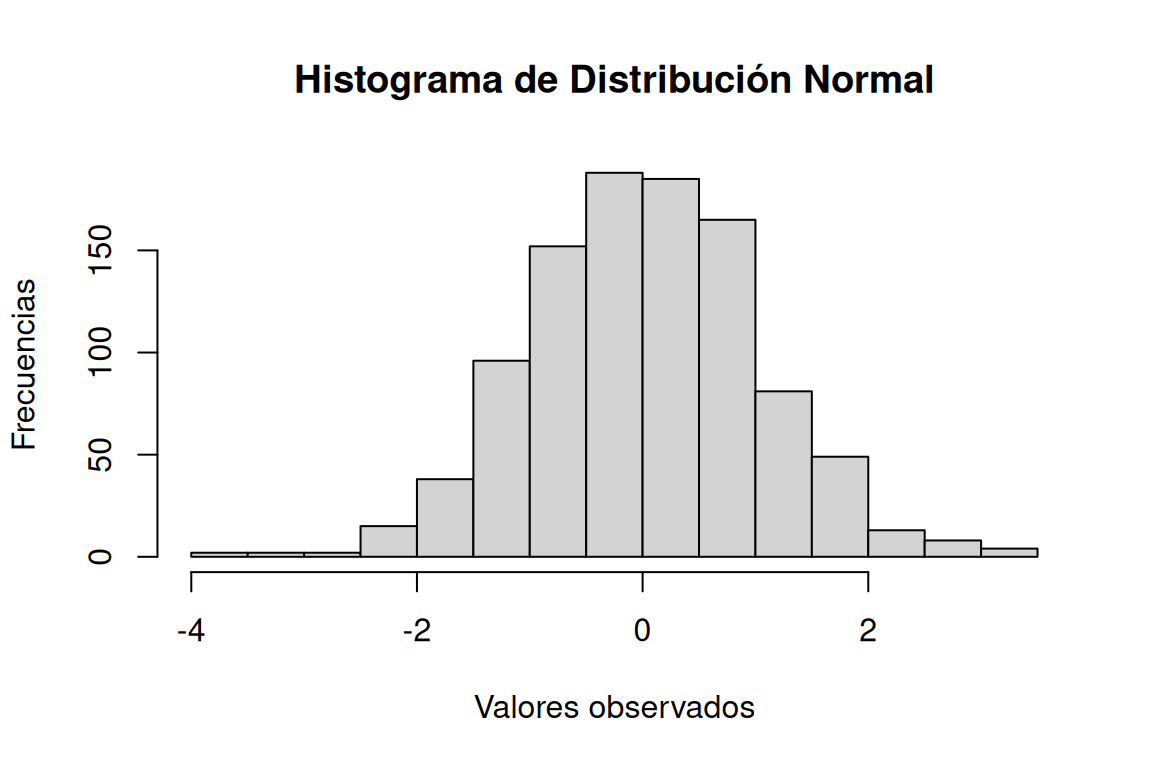 Histograma de Distribución Normal
Frecuencias
150
100
50
0
-4 -2 0 2
Valores observados